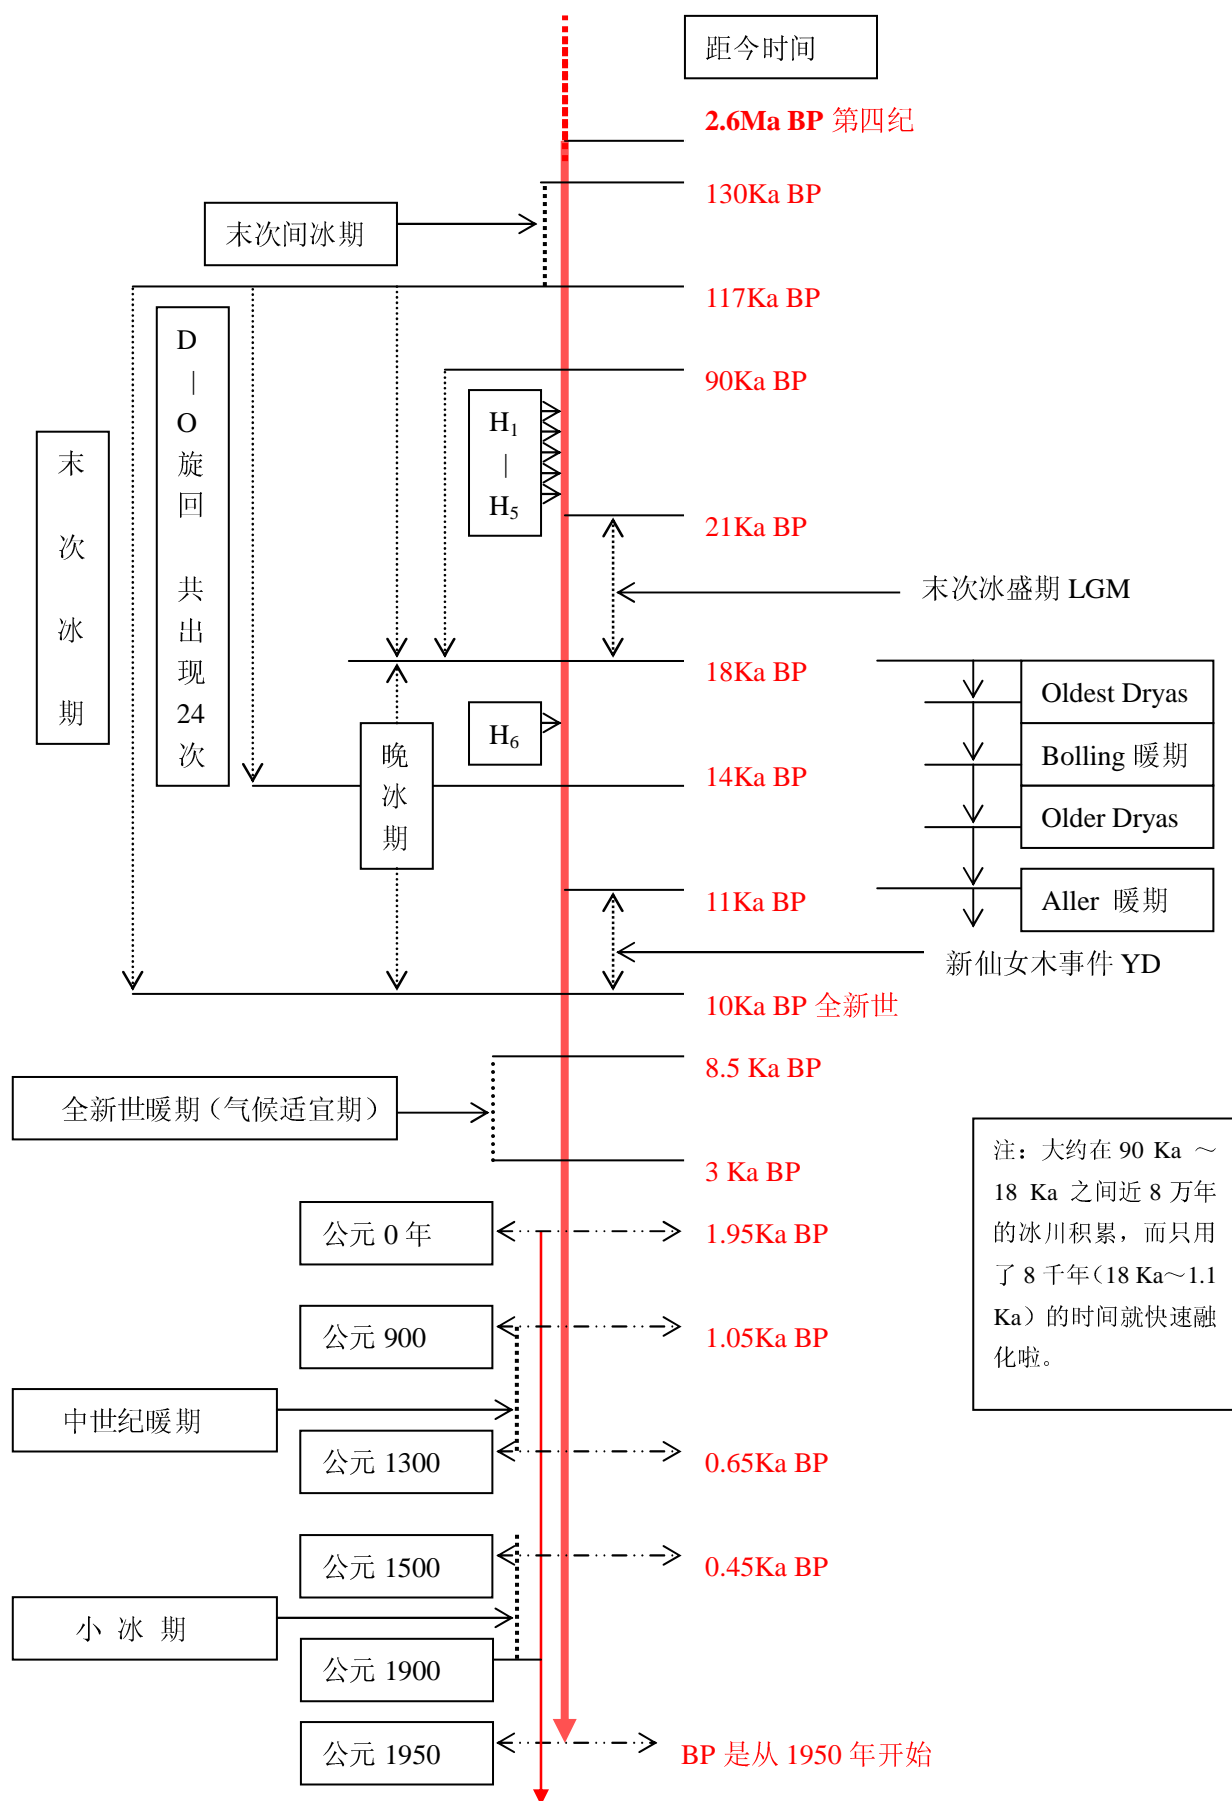 距今时间
2.6Ma BP 第四纪
130Ka BP
末次间冰期
117Ka BP
D
|
O
旋
回
共
出
现
24
次
90Ka BP
H1
|
H5
末
次
冰
期
21Ka BP
末次冰盛期 LGM
18Ka BP
Oldest Dryas
H6
晚
冰
期
Bolling 暖期
14Ka BP
Older Dryas
11Ka BP
Aller 暖期
新仙女木事件 YD
10Ka BP 全新世
8.5 Ka BP
全新世暖期（气候适宜期）
3 Ka BP
注：大约在 90 Ka ～
18 Ka 之间近 8 万年
的冰川积累，而只用
了 8 千年（18 Ka～1.1
Ka）的时间就快速融
化啦。
公元 0 年
1.95Ka BP
公元 900
1.05Ka BP
中世纪暖期
公元 1300
0.65Ka BP
公元 1500
0.45Ka BP
小 冰 期
公元 1900
公元 1950
BP 是从 1950 年开始